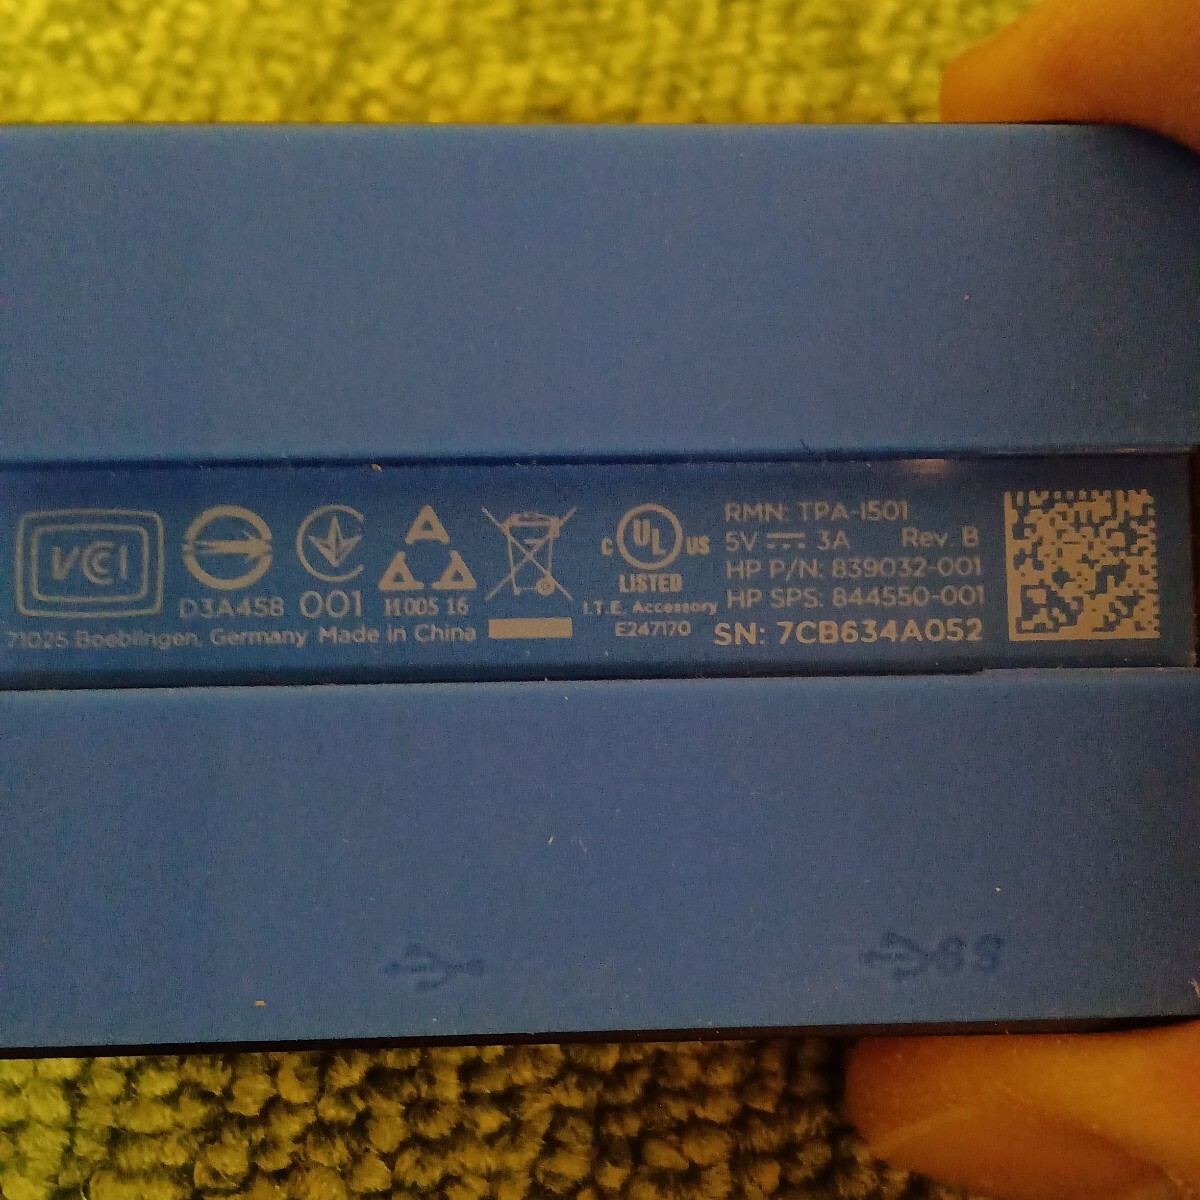 VCCI
D3A458 001 H005 16
71025 Boeblingen, Germany Made in China
c UL US
LISTED
I.T.E. Accessory
E247170
RMN: TPA-I501
5V 3A Rev. B
HP P/N: 839032-001
HP SPS: 844550-001
SN: 7CB634A052
SS